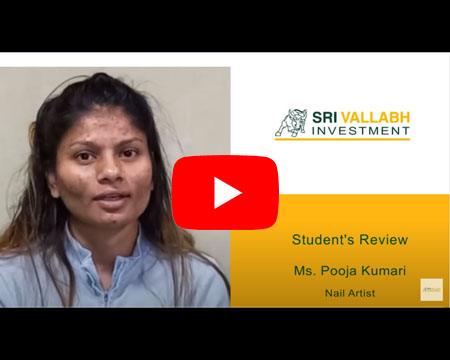 SRI VALLABH
INVESTMENT
Student's Review
Ms. Pooja Kumari
Nail Artist